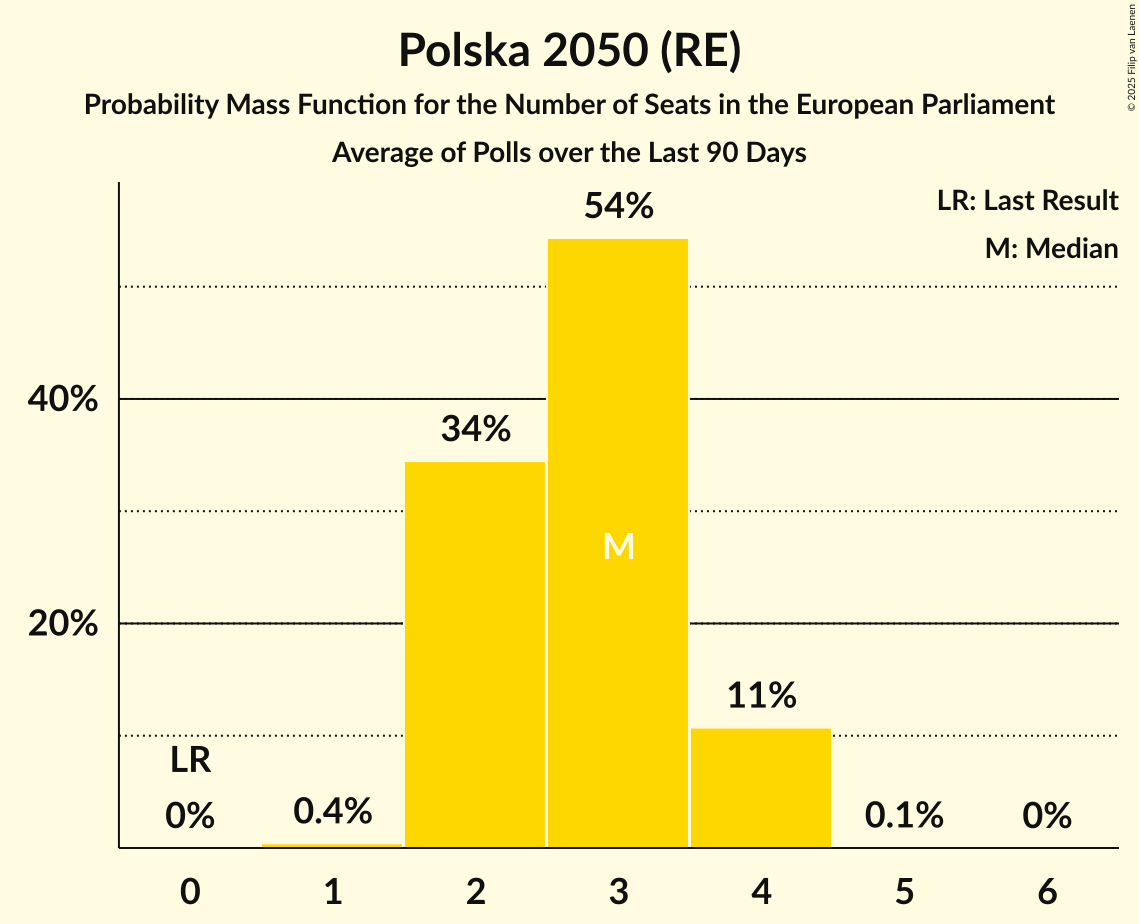 Polska 2050 (RE)
Probability Mass Function for the Number of Seats in the European Parliament
Average of Polls over the Last 90 Days
© 2025 Filip van Laenen
LR: Last Result
M: Median
54%
40%
34%
M
20%
11%
LR
0%
0.4%
0.1%
0%
0 1 2 3 4 5 6